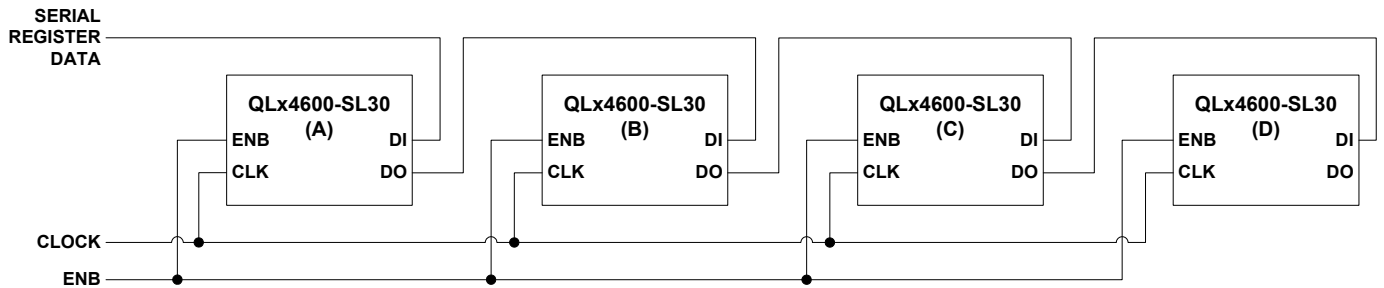 SERIAL
REGISTER
DATA
QLx4600-SL30
(A)
ENB
DI
CLK
DO
QLx4600-SL30
(B)
ENB
DI
CLK
DO
QLx4600-SL30
(C)
ENB
DI
CLK
DO
QLx4600-SL30
(D)
ENB
DI
CLK
DO
CLOCK
ENB